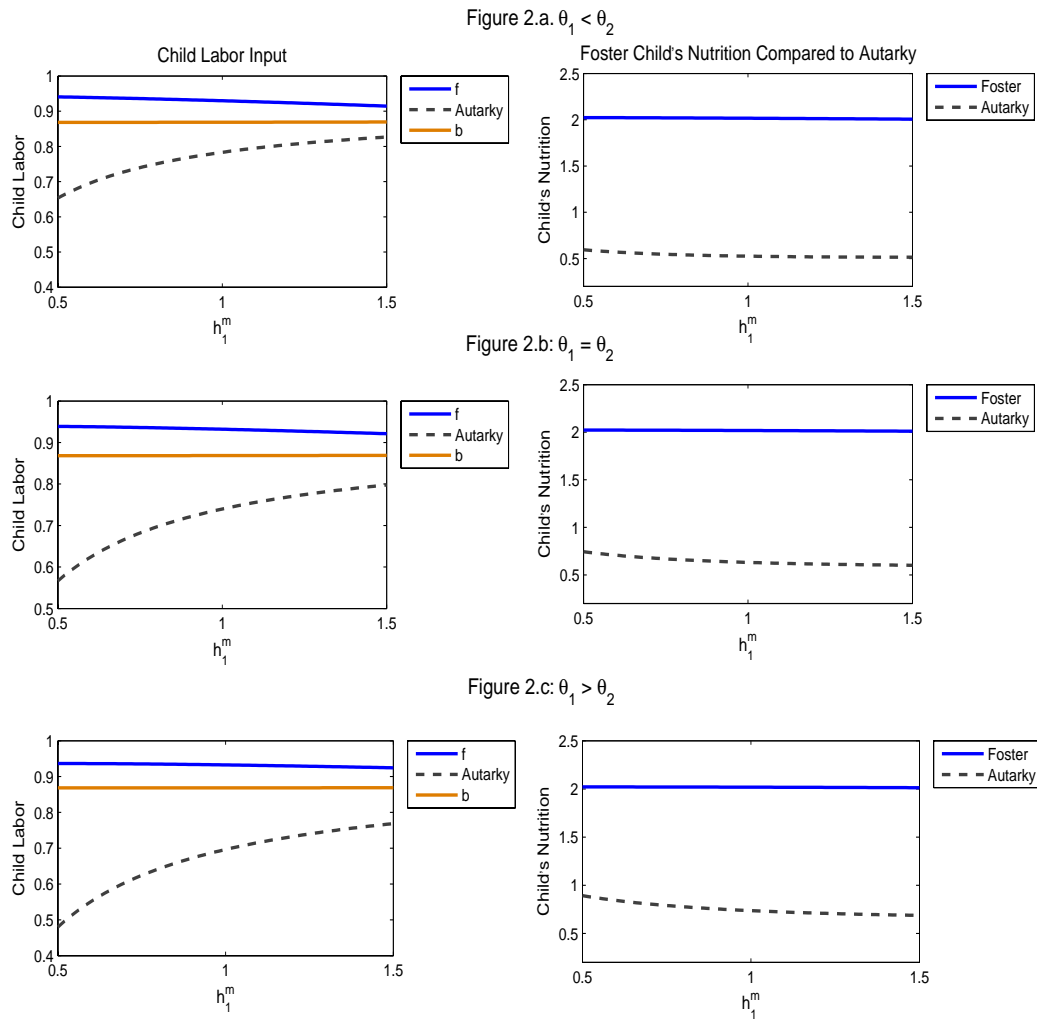 Figure 2.a. θ₁ < θ₂
Child Labor Input
Foster Child's Nutrition Compared to Autarky
1
0.9
0.8
0.7
0.6
0.5
0.4
Child Labor
0.5 1 1.5
h₁ᵐ
f
Autarky
b
2.5
2
1.5
1
0.5
Child's Nutrition
0.5 1 1.5
h₁ᵐ
Foster
Autarky
Figure 2.b: θ₁ = θ₂
1
0.9
0.8
0.7
0.6
0.5
Child Labor
0.5 1 1.5
h₁ᵐ
f
Autarky
b
2.5
2
1.5
1
0.5
Child's Nutrition
0.5 1 1.5
h₁ᵐ
Foster
Autarky
Figure 2.c: θ₁ > θ₂
1
0.9
0.8
0.7
0.6
0.5
0.4
Child Labor
0.5 1 1.5
h₁ᵐ
f
Autarky
b
2.5
2
1.5
1
0.5
Child's Nutrition
0.5 1 1.5
h₁ᵐ
Foster
Autarky